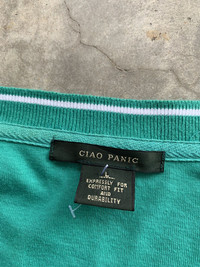 CIAO PANIC
L
EXPRESSLY FOR
COMFORT FIT
AND
DURABILITY